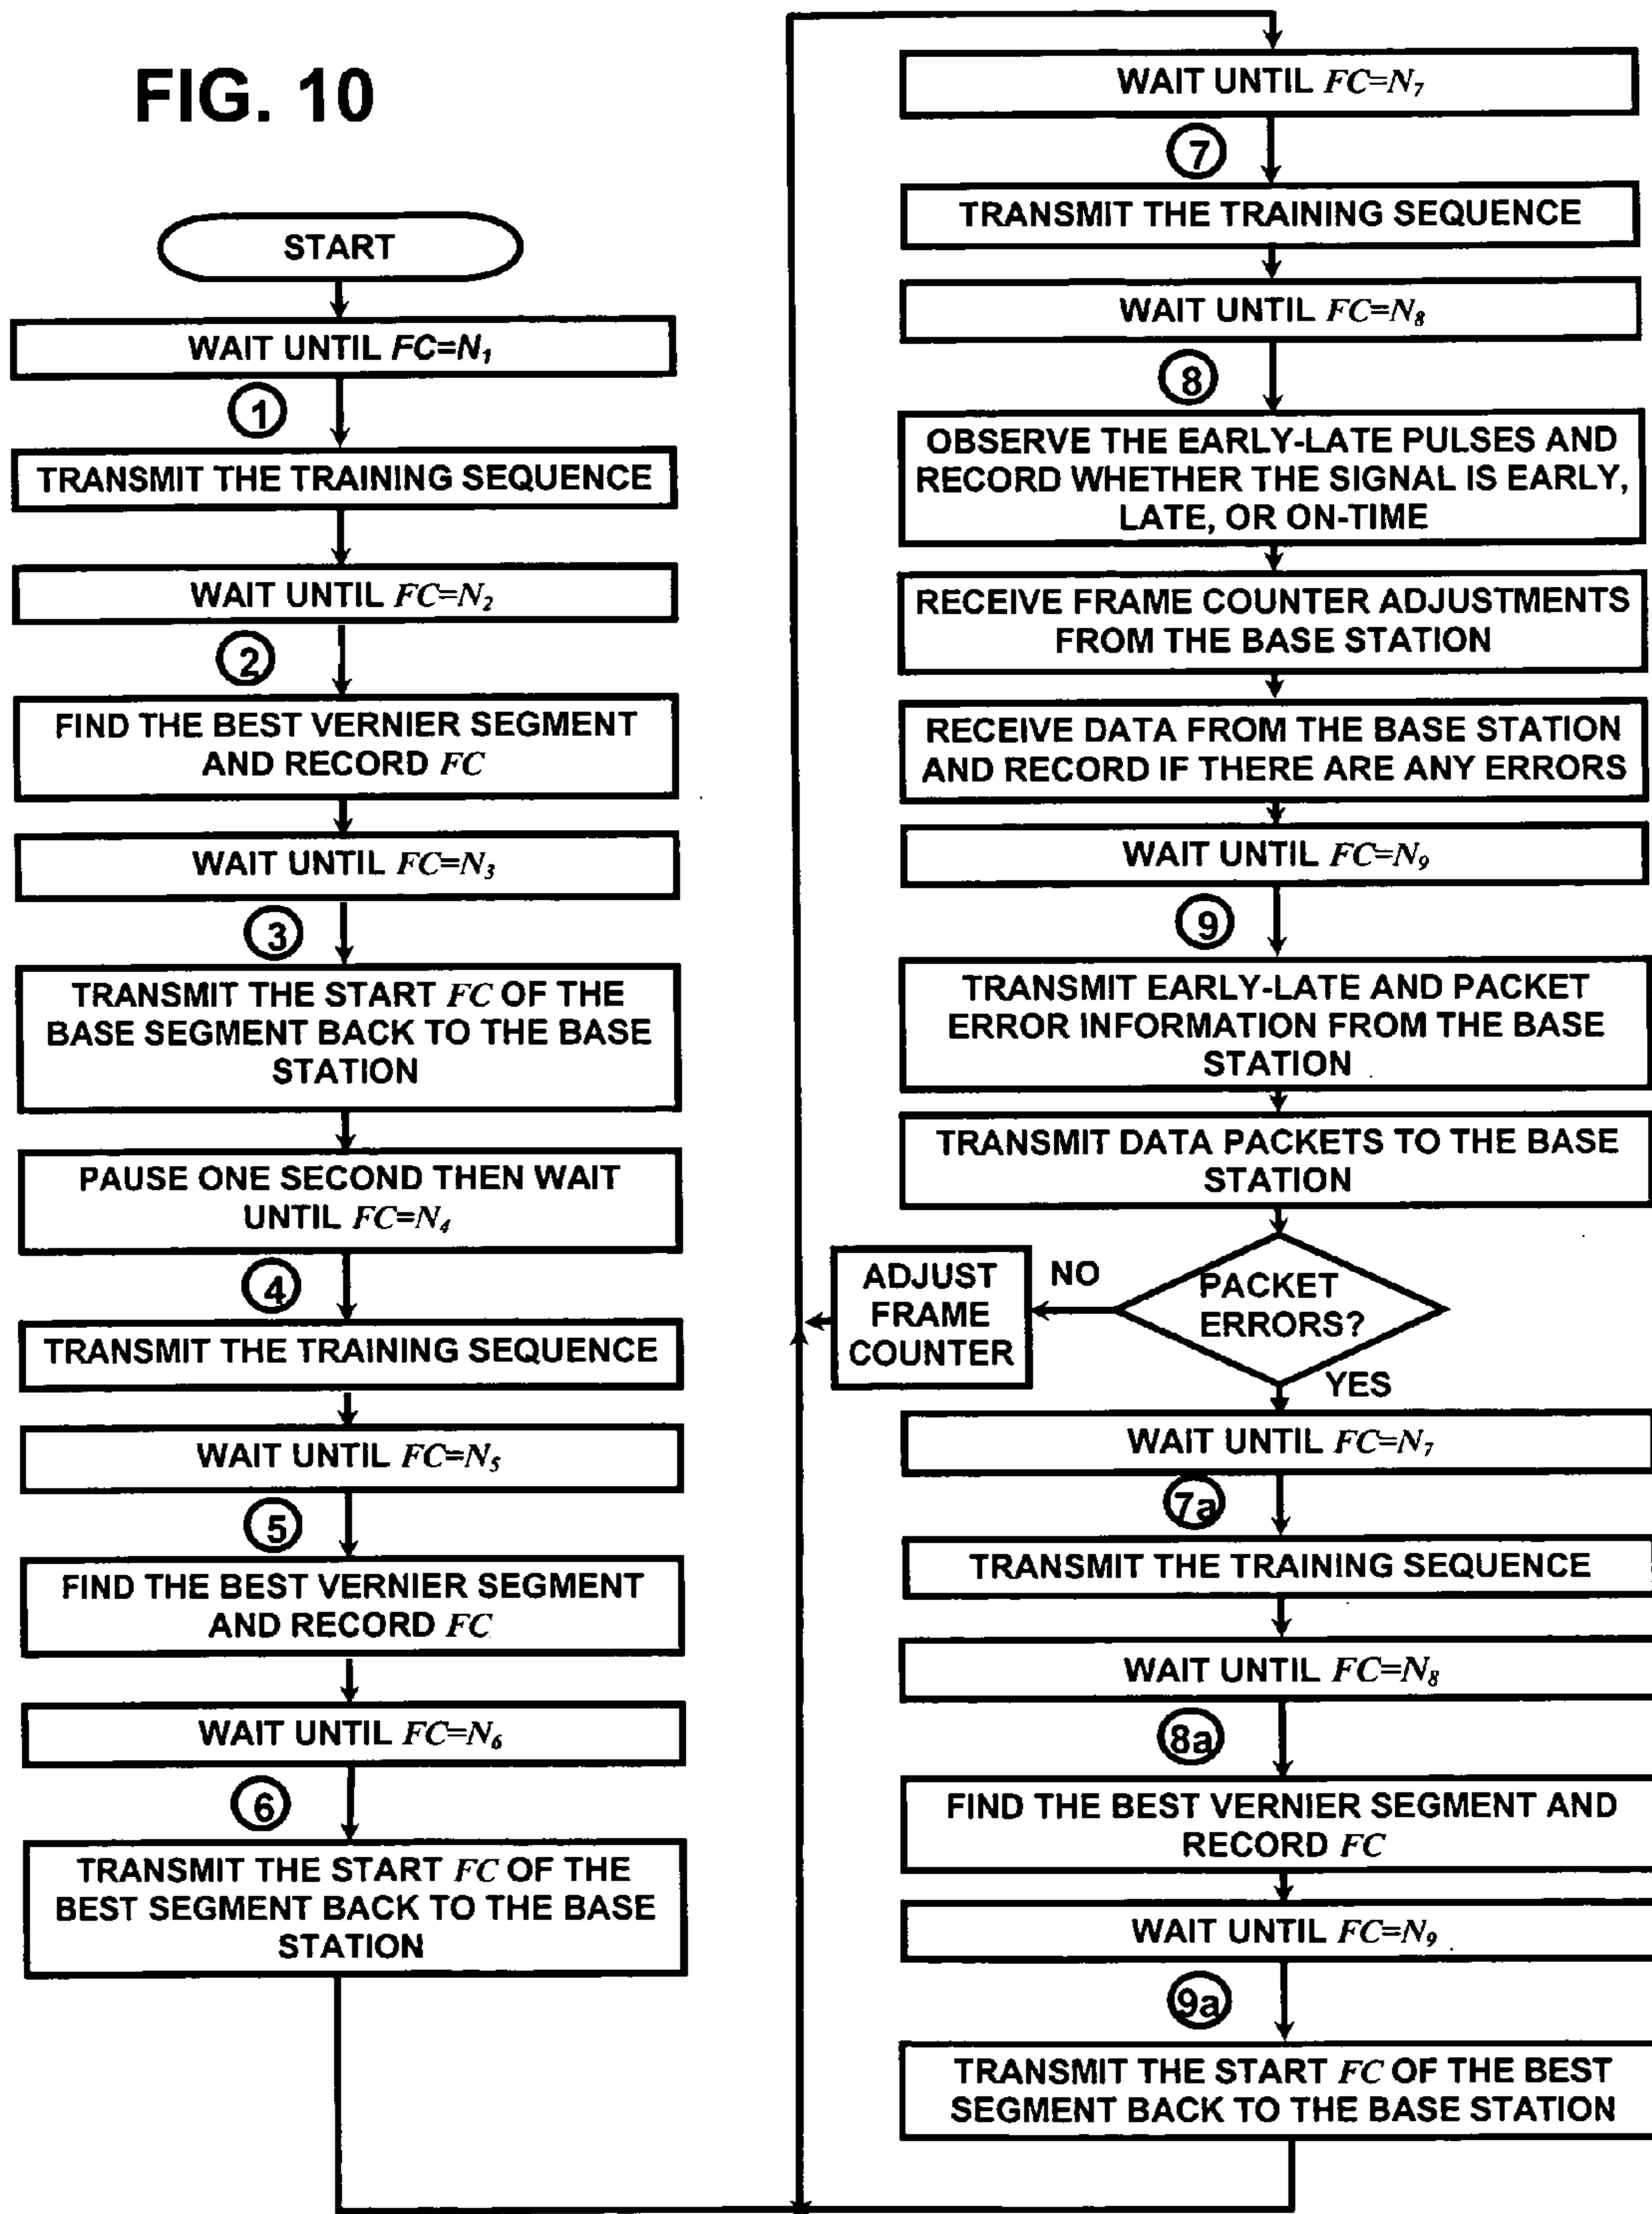 FIG. 10
START
WAIT UNTIL FC=N1
1
TRANSMIT THE TRAINING SEQUENCE
WAIT UNTIL FC=N2
2
FIND THE BEST VERNIER SEGMENT
AND RECORD FC
WAIT UNTIL FC=N3
3
TRANSMIT THE START FC OF THE
BASE SEGMENT BACK TO THE BASE
STATION
PAUSE ONE SECOND THEN WAIT
UNTIL FC=N4
4
TRANSMIT THE TRAINING SEQUENCE
WAIT UNTIL FC=N5
5
FIND THE BEST VERNIER SEGMENT
AND RECORD FC
WAIT UNTIL FC=N6
6
TRANSMIT THE START FC OF THE
BEST SEGMENT BACK TO THE BASE
STATION
WAIT UNTIL FC=N7
7
TRANSMIT THE TRAINING SEQUENCE
WAIT UNTIL FC=N8
8
OBSERVE THE EARLY-LATE PULSES AND
RECORD WHETHER THE SIGNAL IS EARLY,
LATE, OR ON-TIME
RECEIVE FRAME COUNTER ADJUSTMENTS
FROM THE BASE STATION
RECEIVE DATA FROM THE BASE STATION
AND RECORD IF THERE ARE ANY ERRORS
WAIT UNTIL FC=N9
9
TRANSMIT EARLY-LATE AND PACKET
ERROR INFORMATION FROM THE BASE
STATION
TRANSMIT DATA PACKETS TO THE BASE
STATION
PACKET
ERRORS?
NO
ADJUST
FRAME
COUNTER
YES
WAIT UNTIL FC=N7
7a
TRANSMIT THE TRAINING SEQUENCE
WAIT UNTIL FC=N8
8a
FIND THE BEST VERNIER SEGMENT AND
RECORD FC
WAIT UNTIL FC=N9
9a
TRANSMIT THE START FC OF THE BEST
SEGMENT BACK TO THE BASE STATION